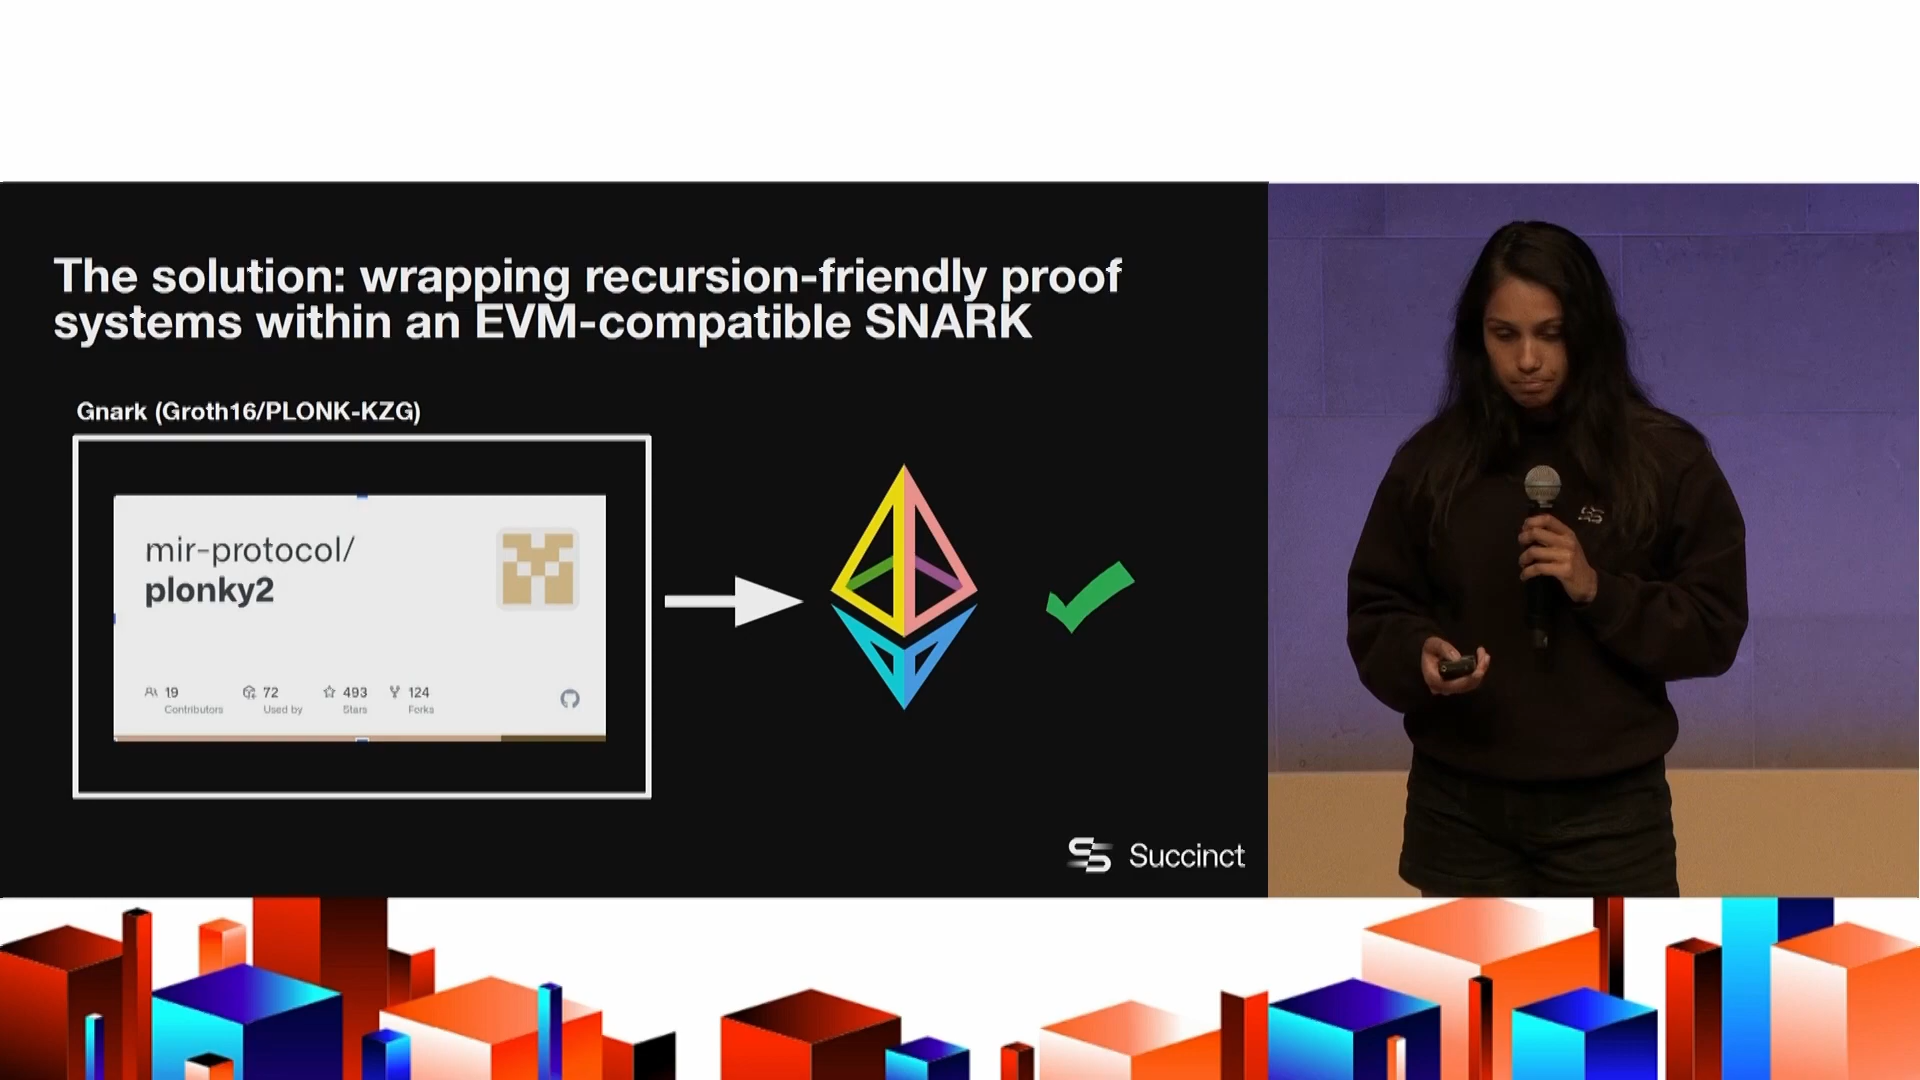 The solution: wrapping recursion-friendly proof
systems within an EVM-compatible SNARK
Gnark (Groth16/PLONK-KZG)
mir-protocol/
plonky2
19 72 493 124
Contributors Used by Stars Forks
Succinct